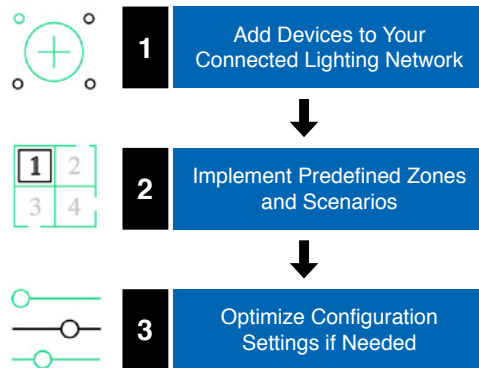 1
Add Devices to Your
Connected Lighting Network
1 2
3 4
2
Implement Predefined Zones
and Scenarios
3
Optimize Configuration
Settings if Needed